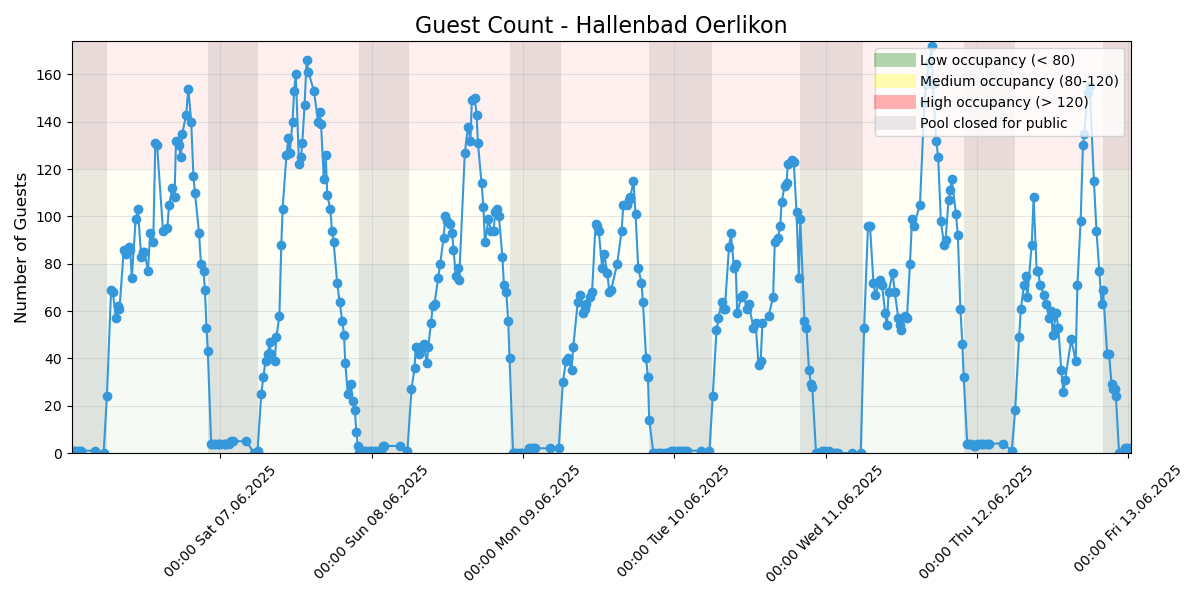 Guest Count - Hallenbad Oerlikon
Low occupancy (< 80)
Medium occupancy (80-120)
High occupancy (> 120)
Pool closed for public
Number of Guests
160
140
120
100
80
60
40
20
0
00:00 Sat 07.06.2025
00:00 Sun 08.06.2025
00:00 Mon 09.06.2025
00:00 Tue 10.06.2025
00:00 Wed 11.06.2025
00:00 Thu 12.06.2025
00:00 Fri 13.06.2025